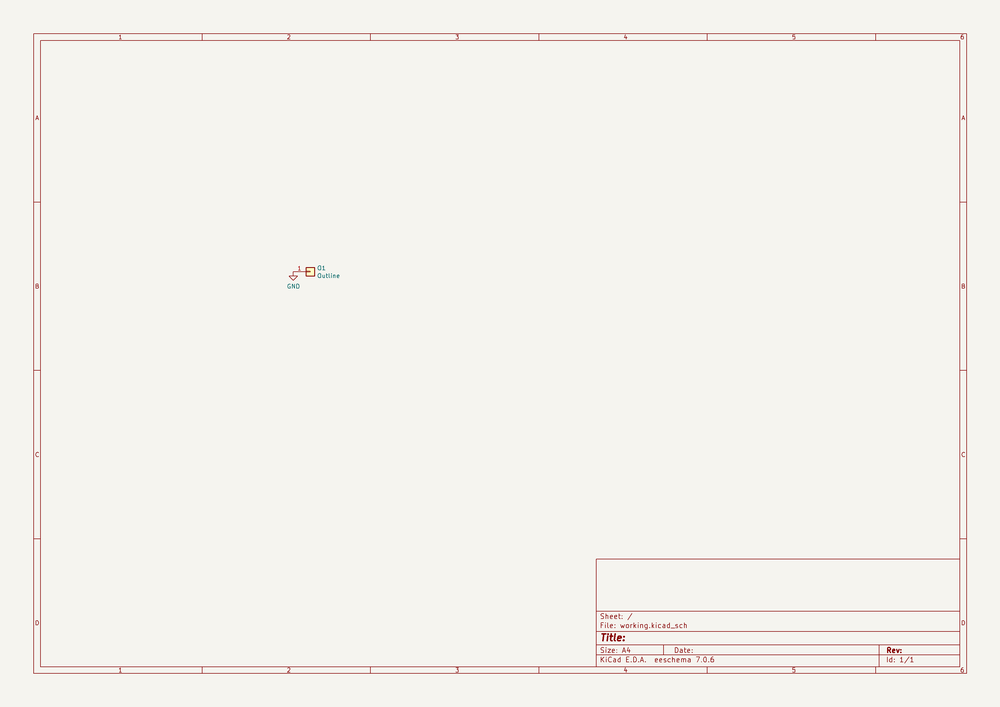 1 2 3 4 5 6
A A
1 O1
Outline
B B
GND
C C
Sheet: /
File: working.kicad_sch
D D
Title:
Size: A4 Date: Rev:
KiCad E.D.A. eeschema 7.0.6 Id: 1/1
1 2 3 4 5 6